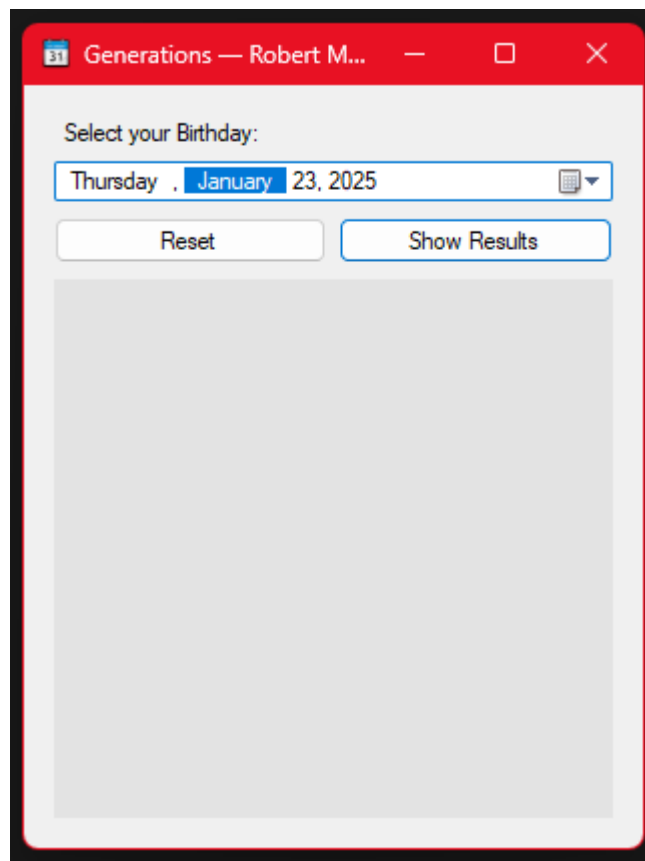 31 Generations — Robert M...
Select your Birthday:
Thursday , January 23, 2025
Reset Show Results